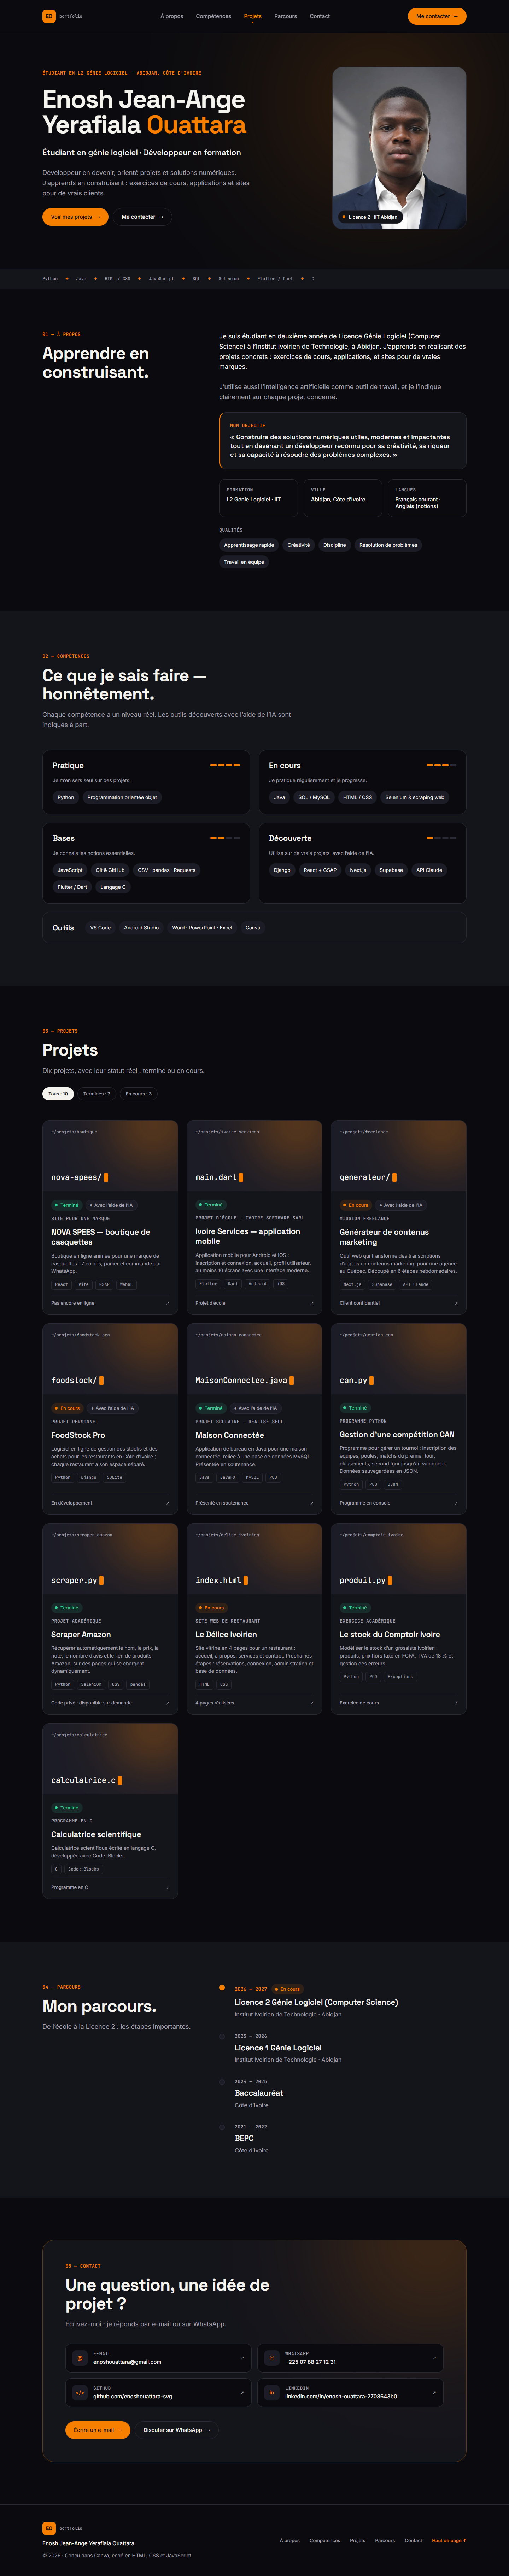 EO portfolio
À propos
Compétences
Projets
Parcours
Contact
Me contacter →
ÉTUDIANT EN L2 GÉNIE LOGICIEL — ABIDJAN, CÔTE D'IVOIRE
Enosh Jean-Ange
Yerafiala Ouattara
Étudiant en génie logiciel · Développeur en formation
Développeur en devenir, orienté projets et solutions numériques.
J'apprends en construisant : exercices de cours, applications et sites
pour de vrais clients.
Voir mes projets →
Me contacter →
Licence 2 · IIT Abidjan
Python ✦ Java ✦ HTML / CSS ✦ JavaScript ✦ SQL ✦ Selenium ✦ Flutter / Dart ✦ C
01 — À PROPOS
Apprendre en
construisant.
Je suis étudiant en deuxième année de Licence Génie Logiciel (Computer
Science) à l'Institut Ivoirien de Technologie, à Abidjan. J'apprends en réalisant des
projets concrets : exercices de cours, applications, et sites pour de vraies
marques.
J'utilise aussi l'intelligence artificielle comme outil de travail, et je l'indique
clairement sur chaque projet concerné.
MON OBJECTIF
« Construire des solutions numériques utiles, modernes et impactantes
tout en devenant un développeur reconnu pour sa créativité, sa rigueur
et sa capacité à résoudre des problèmes complexes. »
FORMATION
L2 Génie Logiciel · IIT
VILLE
Abidjan, Côte d'Ivoire
LANGUES
Français courant ·
Anglais (notions)
QUALITÉS
Apprentissage rapide
Créativité
Discipline
Résolution de problèmes
Travail en équipe
02 — COMPÉTENCES
Ce que je sais faire —
honnêtement.
Chaque compétence a un niveau réel. Les outils découverts avec l'aide de l'IA sont
indiqués à part.
Pratique
Je m'en sers seul sur des projets.
Python
Programmation orientée objet
En cours
Je pratique régulièrement et je progresse.
Java
SQL / MySQL
HTML / CSS
Selenium & scraping web
Bases
Je connais les notions essentielles.
JavaScript
Git & GitHub
CSV · pandas · Requests
Flutter / Dart
Langage C
Découverte
Utilisé sur de vrais projets, avec l'aide de l'IA.
Django
React + GSAP
Next.js
Supabase
API Claude
Outils
VS Code
Android Studio
Word · PowerPoint · Excel
Canva
03 — PROJETS
Projets
Dix projets, avec leur statut réel : terminé ou en cours.
Tous · 10
Terminés · 7
En cours · 3
~/projets/boutique
nova-spees/
Terminé
✦ Avec l'aide de l'IA
SITE POUR UNE MARQUE
NOVA SPEES — boutique de
casquettes
Boutique en ligne animée pour une marque de
casquettes : 7 coloris, panier et commande par
WhatsApp.
React
Vite
GSAP
WebGL
Pas encore en ligne ↗
~/projets/ivoire-services
main.dart
Terminé
PROJET D'ÉCOLE · IVOIRE SOFTWARE SARL
Ivoire Services — application
mobile
Application mobile pour Android et iOS :
inscription et connexion, accueil, profil utilisateur,
au moins 10 écrans avec une interface moderne.
Flutter
Dart
Android
iOS
Projet d'école ↗
~/projets/freelance
generateur/
En cours
✦ Avec l'aide de l'IA
MISSION FREELANCE
Générateur de contenus
marketing
Outil web qui transforme des transcriptions
d'appels en contenus marketing, pour une agence
au Québec. Découpé en 6 étapes hebdomadaires.
Next.js
Supabase
API Claude
Client confidentiel ↗
~/projets/foodstock-pro
foodstock/
En cours
✦ Avec l'aide de l'IA
PROJET PERSONNEL
FoodStock Pro
Logiciel en ligne de gestion des stocks et des
achats pour les restaurants en Côte d'Ivoire ;
chaque restaurant a son espace séparé.
Python
Django
SQLite
En développement ↗
~/projets/maison-connectee
MaisonConnectee.java
Terminé
✦ Avec l'aide de l'IA
PROJET SCOLAIRE · RÉALISÉ SEUL
Maison Connectée
Application de bureau en Java pour une maison
connectée, reliée à une base de données MySQL.
Présentée en soutenance.
Java
JavaFX
MySQL
POO
Présenté en soutenance ↗
~/projets/gestion-can
can.py
Terminé
PROGRAMME PYTHON
Gestion d'une compétition CAN
Programme pour gérer un tournoi : inscription des
équipes, poules, matchs du premier tour,
classements, second tour jusqu'au vainqueur.
Données sauvegardées en JSON.
Python
POO
JSON
Programme en console ↗
~/projets/scraper-amazon
scraper.py
Terminé
PROJET ACADÉMIQUE
Scraper Amazon
Récupérer automatiquement le nom, le prix, la
note, le nombre d'avis et le lien de produits
Amazon, sur des pages qui se chargent
dynamiquement.
Python
Selenium
CSV
pandas
Code privé · disponible sur demande ↗
~/projets/delice-ivoirien
index.html
En cours
SITE WEB DE RESTAURANT
Le Délice Ivoirien
Site vitrine en 4 pages pour un restaurant :
accueil, à propos, services et contact. Prochaines
étapes : réservations, connexion, administration et
base de données.
HTML
CSS
4 pages réalisées ↗
~/projets/comptoir-ivoire
produit.py
Terminé
EXERCICE ACADÉMIQUE
Le stock du Comptoir Ivoire
Modéliser le stock d'un grossiste ivoirien :
produits, prix hors taxe en FCFA, TVA de 18 % et
gestion des erreurs.
Python
POO
Exceptions
Exercice de cours ↗
~/projets/calculatrice
calculatrice.c
Terminé
PROGRAMME EN C
Calculatrice scientifique
Calculatrice scientifique écrite en langage C,
développée avec Code::Blocks.
C
Code::Blocks
Programme en C ↗
04 — PARCOURS
Mon parcours.
De l'école à la Licence 2 : les étapes importantes.
2026 — 2027
En cours
Licence 2 Génie Logiciel (Computer Science)
Institut Ivoirien de Technologie · Abidjan
2025 — 2026
Licence 1 Génie Logiciel
Institut Ivoirien de Technologie · Abidjan
2024 — 2025
Baccalauréat
Côte d'Ivoire
2021 — 2022
BEPC
Côte d'Ivoire
05 — CONTACT
Une question, une idée de
projet ?
Écrivez-moi : je réponds par e-mail ou sur WhatsApp.
@
E-MAIL
enoshouattara@gmail.com ↗
WHATSAPP
+225 07 88 27 12 31 ↗
</>
GITHUB
github.com/enoshouattara-svg ↗
in
LINKEDIN
linkedin.com/in/enosh-ouattara-2708643b0 ↗
Écrire un e-mail →
Discuter sur WhatsApp →
EO portfolio
Enosh Jean-Ange Yerafiala Ouattara
© 2026 · Conçu dans Canva, codé en HTML, CSS et JavaScript.
À propos
Compétences
Projets
Parcours
Contact
Haut de page ↑